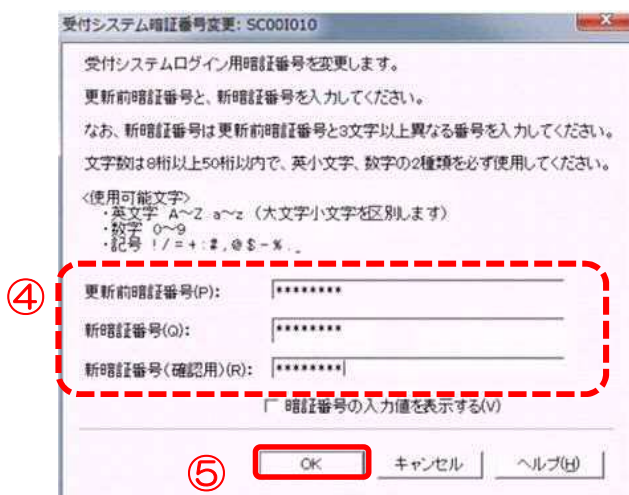 受付システム暗証番号変更: SC00I010
受付システムログイン用暗証番号を変更します。
更新前暗証番号と、新暗証番号を入力してください。
なお、新暗証番号は更新前暗証番号と3文字以上異なる番号を入力してください。
文字数は8桁以上50桁以内で、英小文字、数字の2種類を必ず使用してください。
<使用可能文字>
・英文字 A~Z a~z (大文字小文字を区別します)
・数字 0~9
・記号 ! / = + : # , @ $ - % . _
④
更新前暗証番号(P): ********
新暗証番号(Q): ********
新暗証番号(確認用)(R): ********
暗証番号の入力値を表示する(V)
⑤
OK キャンセル ヘルプ(H)